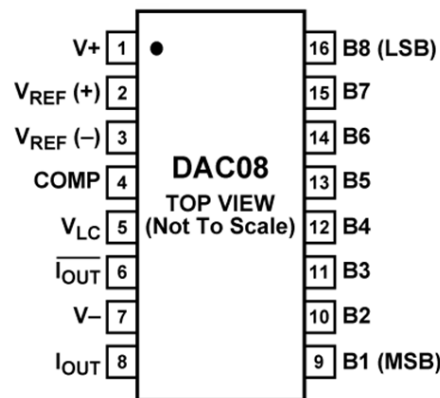 V+ 1
VREF (+) 2
VREF (–) 3
COMP 4
VLC 5
I̅O̅U̅T̅ 6
V– 7
IOUT 8
DAC08
TOP VIEW
(Not To Scale)
16 B8 (LSB)
15 B7
14 B6
13 B5
12 B4
11 B3
10 B2
9 B1 (MSB)